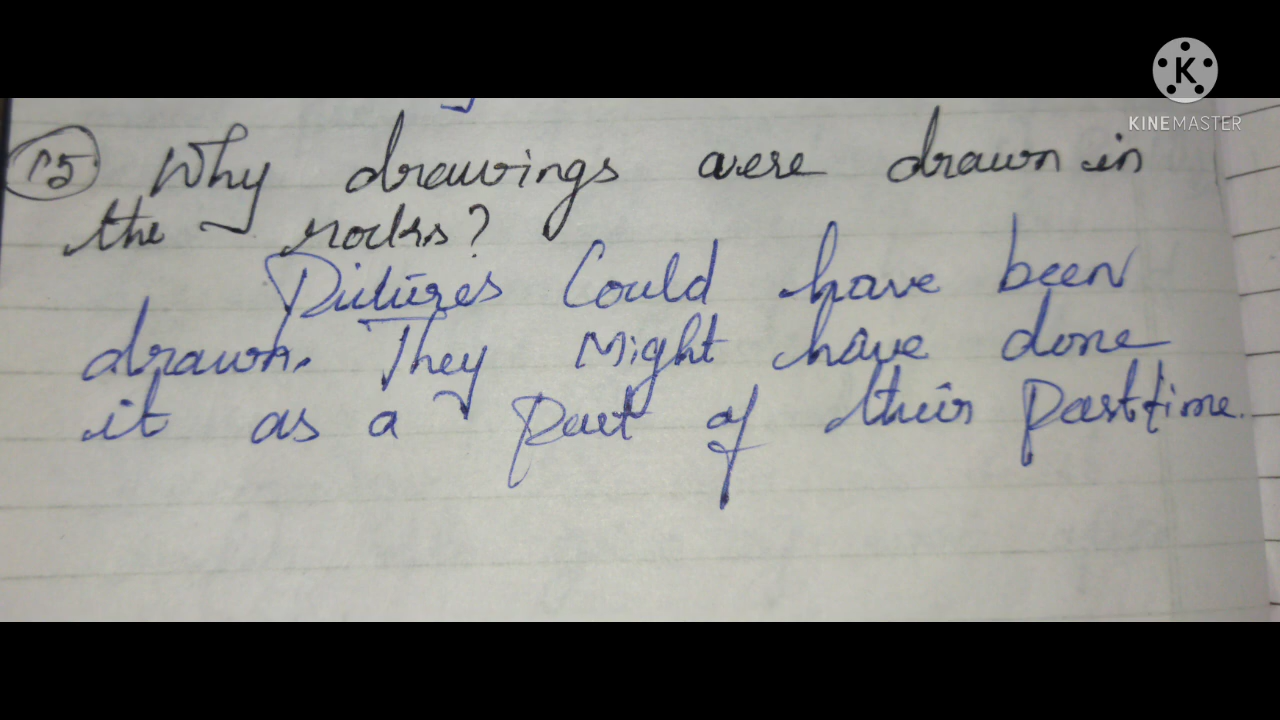 KINEMASTER
15 Why drawings were drawn in
the rocks?
Pictures Could have been
drawn. They Might have done
it as a part of their Pasttime.